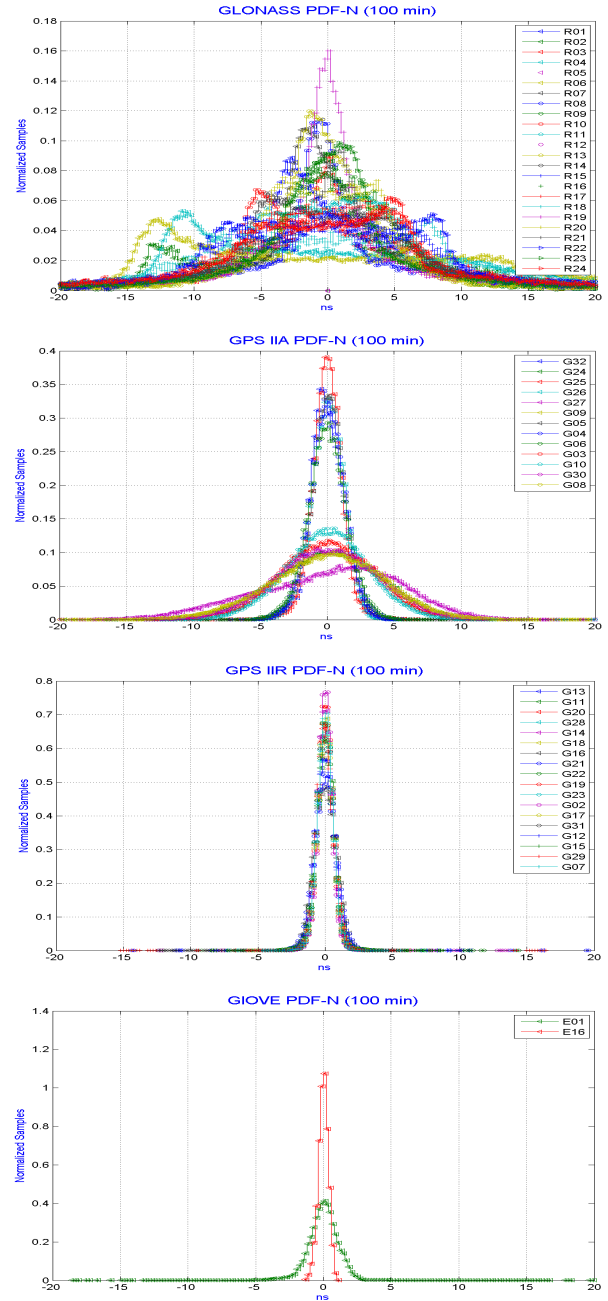 GLONASS PDF-N (100 min)
0.18
0.16
0.14
0.12
0.1
0.08
0.06
0.04
0.02
0
Normalized Samples
-20
-15
-10
-5
0
5
10
15
20
ns
R01
R02
R03
R04
R05
R06
R07
R08
R09
R10
R11
R12
R13
R14
R15
R16
R17
R18
R19
R20
R21
R22
R23
R24
GPS IIA PDF-N (100 min)
0.4
0.35
0.3
0.25
0.2
0.15
0.1
0.05
0
Normalized Samples
-20
-15
-10
-5
0
5
10
15
20
ns
G32
G24
G25
G26
G27
G09
G05
G04
G06
G03
G10
G30
G08
GPS IIR PDF-N (100 min)
0.8
0.7
0.6
0.5
0.4
0.3
0.2
0.1
0
Normalized Samples
-20
-15
-10
-5
0
5
10
15
20
ns
G13
G11
G20
G28
G14
G18
G16
G21
G22
G19
G23
G02
G17
G31
G12
G15
G29
G07
GIOVE PDF-N (100 min)
1.4
1.2
1
0.8
0.6
0.4
0.2
0
Normalized Samples
-20
-15
-10
-5
0
5
10
15
20
ns
E01
E16